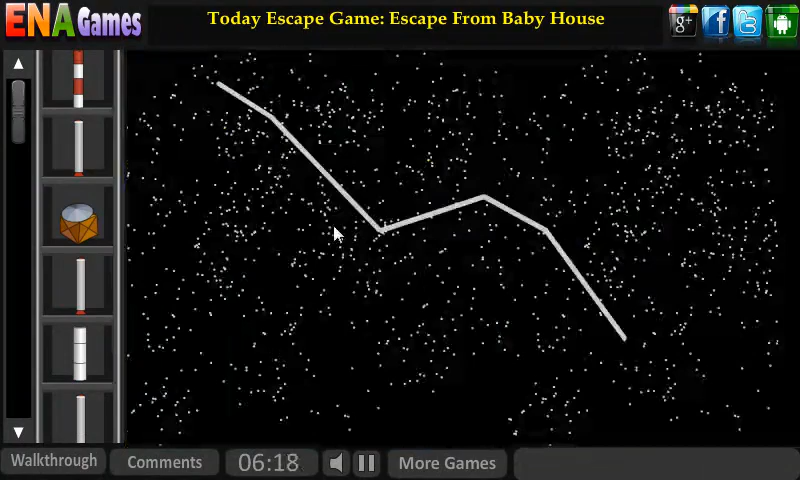 ENA Games
Today Escape Game: Escape From Baby House
g+
f
t
Walkthrough
Comments
06:18
More Games